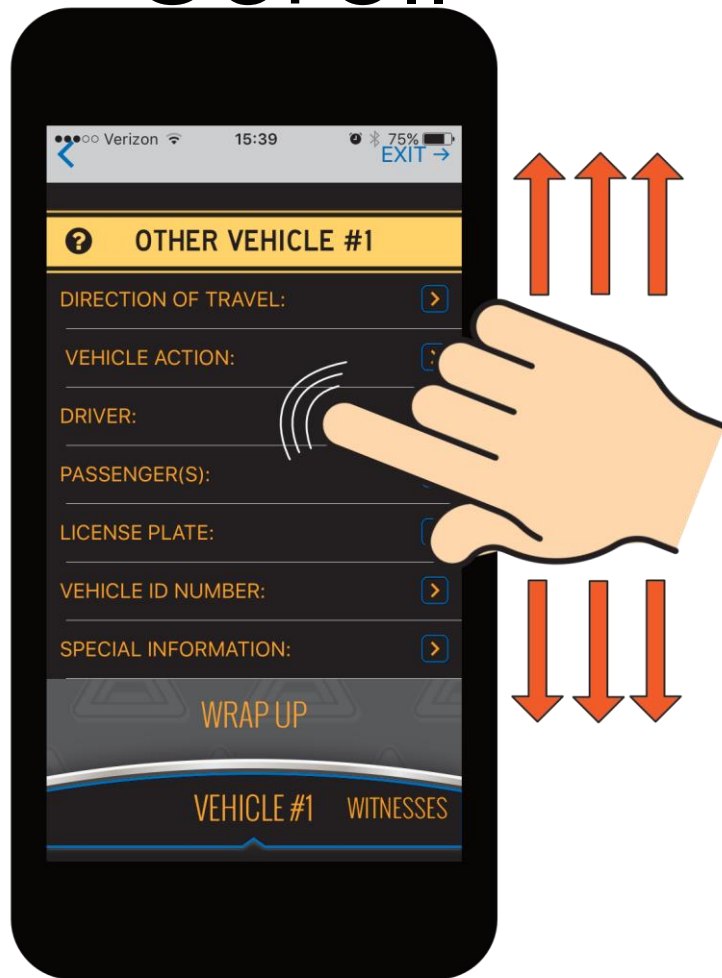 Scroll
Verizon 15:39 75%
EXIT →
? OTHER VEHICLE #1
DIRECTION OF TRAVEL:
VEHICLE ACTION:
DRIVER:
PASSENGER(S):
LICENSE PLATE:
VEHICLE ID NUMBER:
SPECIAL INFORMATION:
WRAP UP
VEHICLE #1 WITNESSES